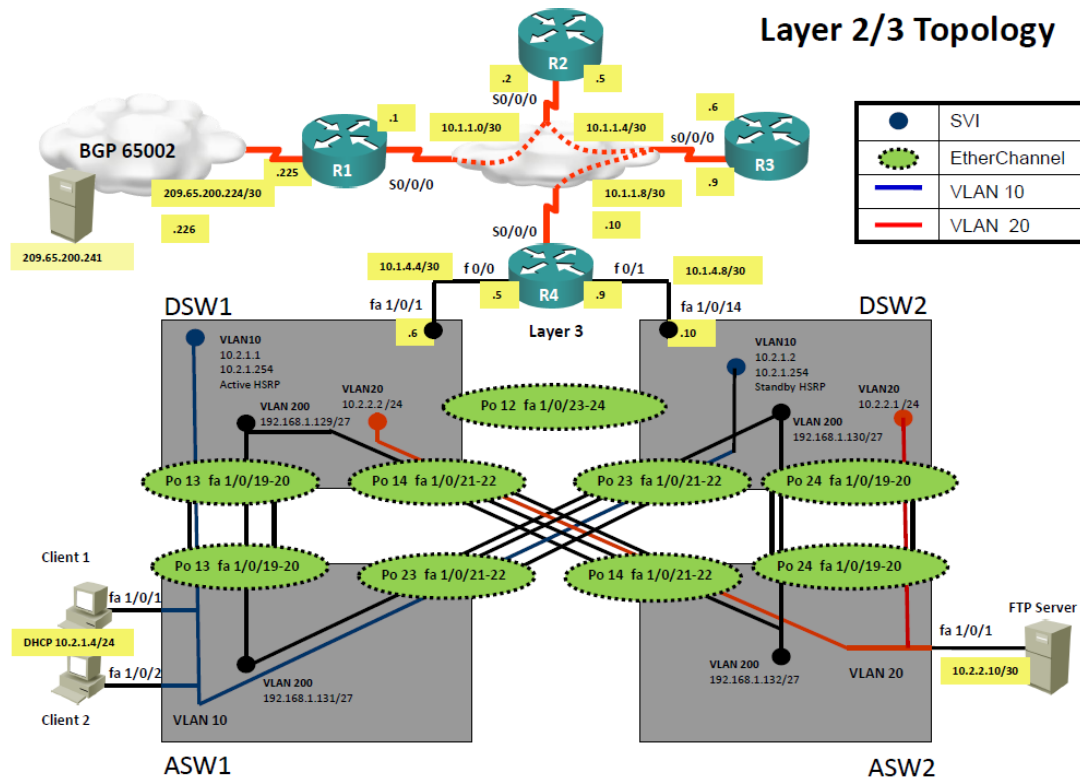 Layer 2/3 Topology
R2
.2
.5
S0/0/0
.6
SVI
EtherChannel
VLAN 10
VLAN 20
BGP 65002
.1
10.1.1.0/30
10.1.1.4/30
s0/0/0
R1
R3
.225
S0/0/0
209.65.200.224/30
10.1.1.8/30
.9
.226
.10
S0/0/0
209.65.200.241
10.1.4.4/30
f 0/0
f 0/1
10.1.4.8/30
.5
R4
.9
DSW1
fa 1/0/1
fa 1/0/14
DSW2
.6
Layer 3
.10
VLAN10
10.2.1.1
10.2.1.254
Active HSRP
VLAN20
10.2.2.2 /24
VLAN 200
192.168.1.129/27
Po 12 fa 1/0/23-24
VLAN10
10.2.1.2
10.2.1.254
Standby HSRP
VLAN20
10.2.2.1 /24
VLAN 200
192.168.1.130/27
Po 13 fa 1/0/19-20
Po 14 fa 1/0/21-22
Po 23 fa 1/0/21-22
Po 24 fa 1/0/19-20
Client 1
Po 13 fa 1/0/19-20
Po 23 fa 1/0/21-22
Po 14 fa 1/0/21-22
Po 24 fa 1/0/19-20
fa 1/0/1
FTP Server
DHCP 10.2.1.4/24
fa 1/0/1
fa 1/0/2
10.2.2.10/30
VLAN 200
192.168.1.131/27
VLAN 200
192.168.1.132/27
VLAN 20
Client 2
VLAN 10
ASW1
ASW2